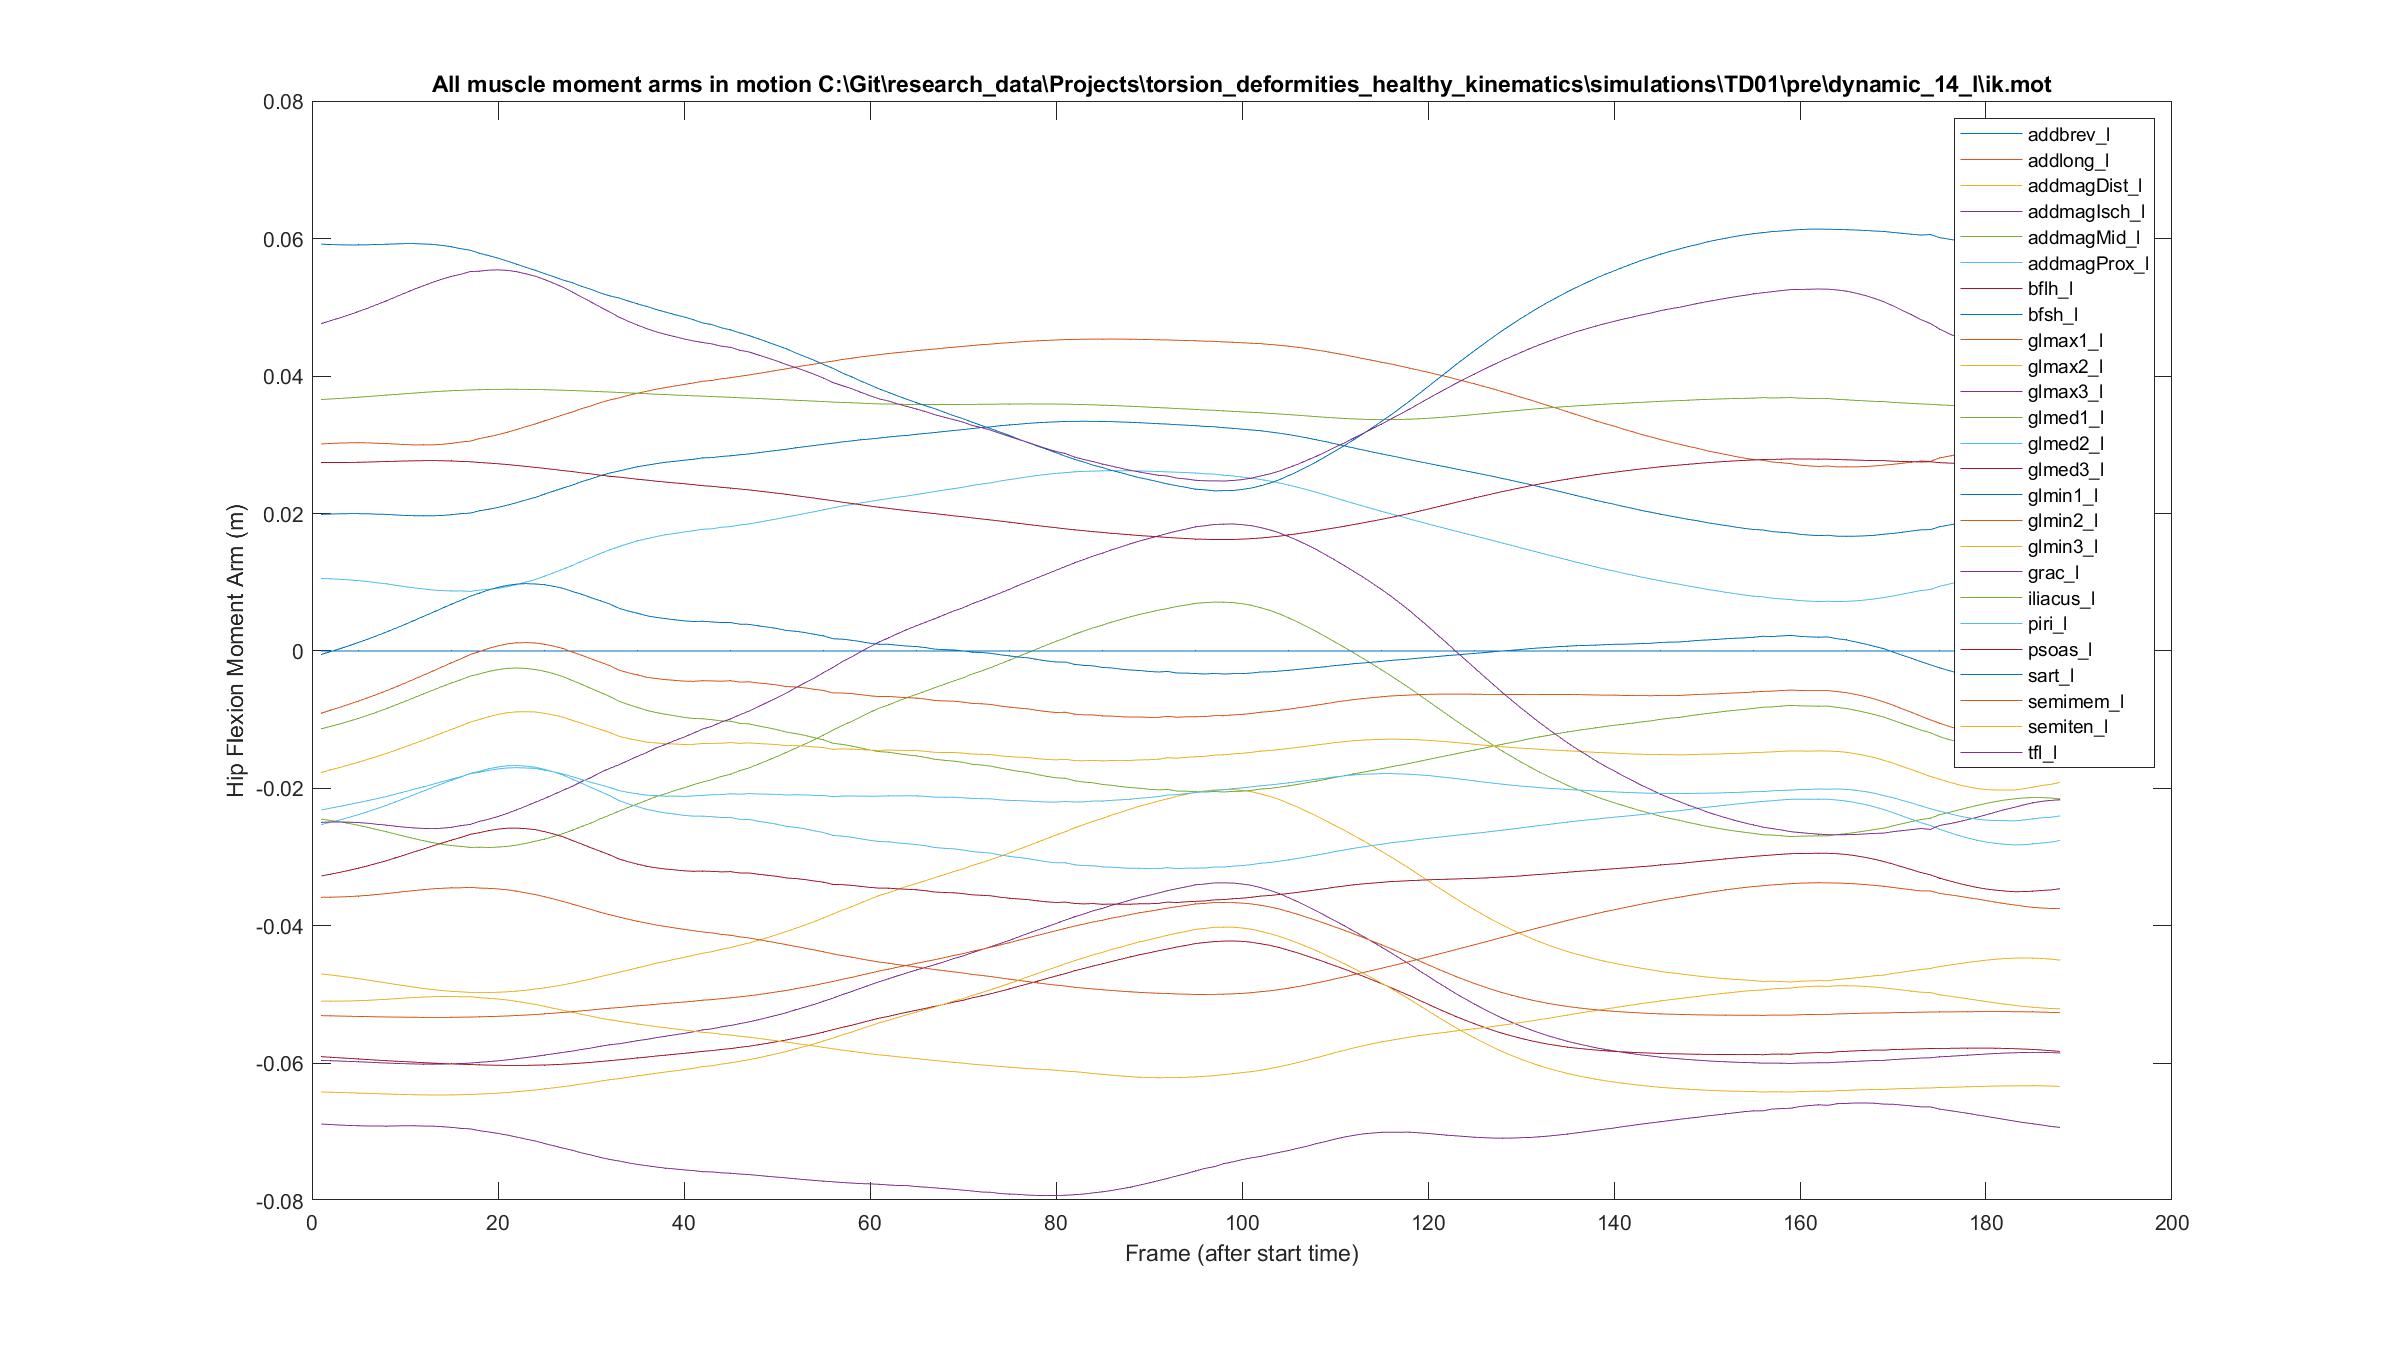 All muscle moment arms in motion C:\Git\research_data\Projects\torsion_deformities_healthy_kinematics\simulations\TD01\pre\dynamic_14_l\ik.mot
0.08
0.06
0.04
0.02
0
-0.02
-0.04
-0.06
-0.08
Hip Flexion Moment Arm (m)
addbrev_l
addlong_l
addmagDist_l
addmagIsch_l
addmagMid_l
addmagProx_l
bflh_l
bfsh_l
glmax1_l
glmax2_l
glmax3_l
glmed1_l
glmed2_l
glmed3_l
glmin1_l
glmin2_l
glmin3_l
grac_l
iliacus_l
piri_l
psoas_l
sart_l
semimem_l
semiten_l
tfl_l
0 20 40 60 80 100 120 140 160 180 200
Frame (after start time)